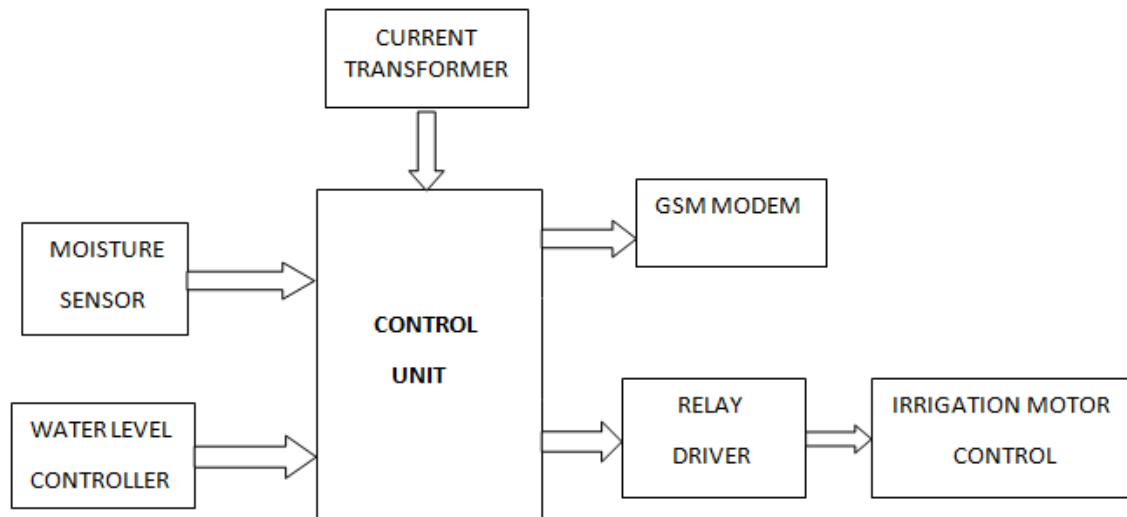 CURRENT
TRANSFORMER
GSM MODEM
MOISTURE
SENSOR
CONTROL
UNIT
WATER LEVEL
CONTROLLER
RELAY
DRIVER
IRRIGATION MOTOR
CONTROL